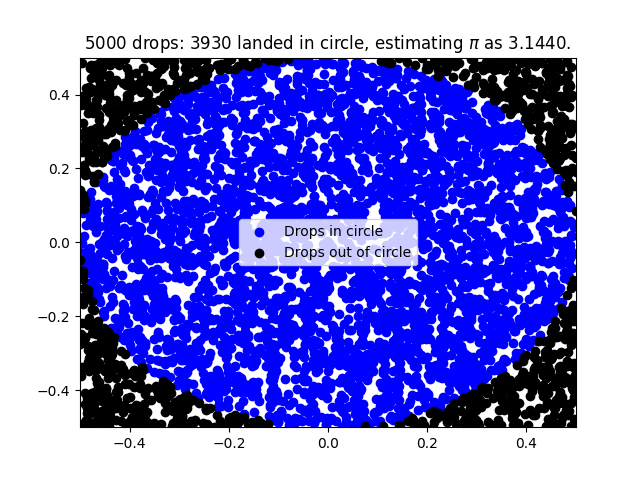 5000 drops: 3930 landed in circle, estimating π as 3.1440.
0.4
0.2
0.0
−0.2
−0.4
Drops in circle
Drops out of circle
−0.4 −0.2 0.0 0.2 0.4